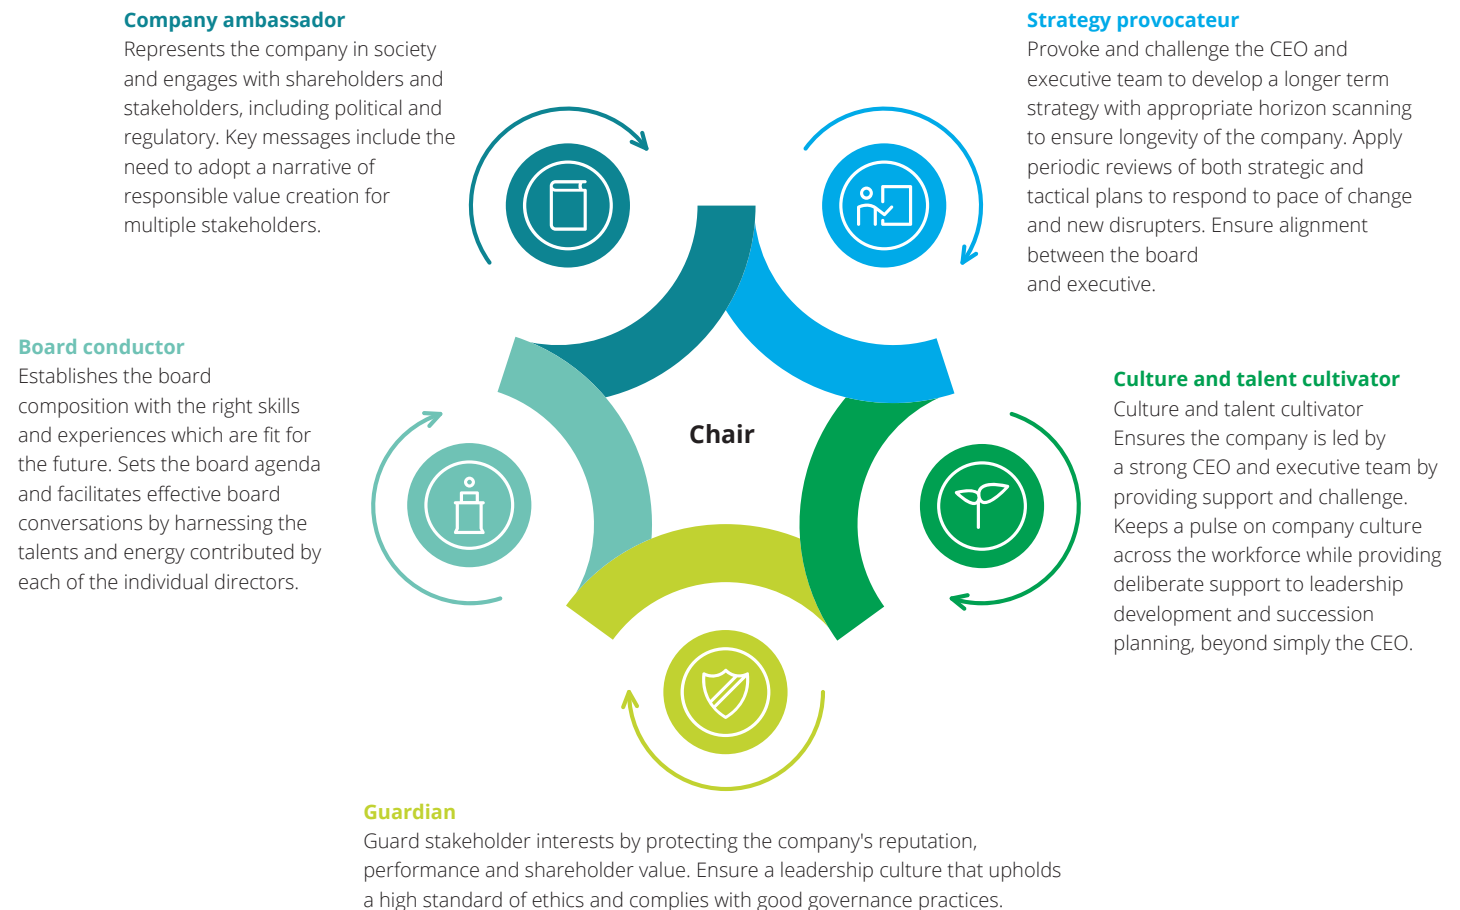 Company ambassador
Represents the company in society
and engages with shareholders and
stakeholders, including political and
regulatory. Key messages include the
need to adopt a narrative of
responsible value creation for
multiple stakeholders.
Strategy provocateur
Provoke and challenge the CEO and
executive team to develop a longer term
strategy with appropriate horizon scanning
to ensure longevity of the company. Apply
periodic reviews of both strategic and
tactical plans to respond to pace of change
and new disrupters. Ensure alignment
between the board
and executive.
Board conductor
Establishes the board
composition with the right skills
and experiences which are fit for
the future. Sets the board agenda
and facilitates effective board
conversations by harnessing the
talents and energy contributed by
each of the individual directors.
Chair
Culture and talent cultivator
Culture and talent cultivator
Ensures the company is led by
a strong CEO and executive team by
providing support and challenge.
Keeps a pulse on company culture
across the workforce while providing
deliberate support to leadership
development and succession
planning, beyond simply the CEO.
Guardian
Guard stakeholder interests by protecting the company's reputation,
performance and shareholder value. Ensure a leadership culture that upholds
a high standard of ethics and complies with good governance practices.